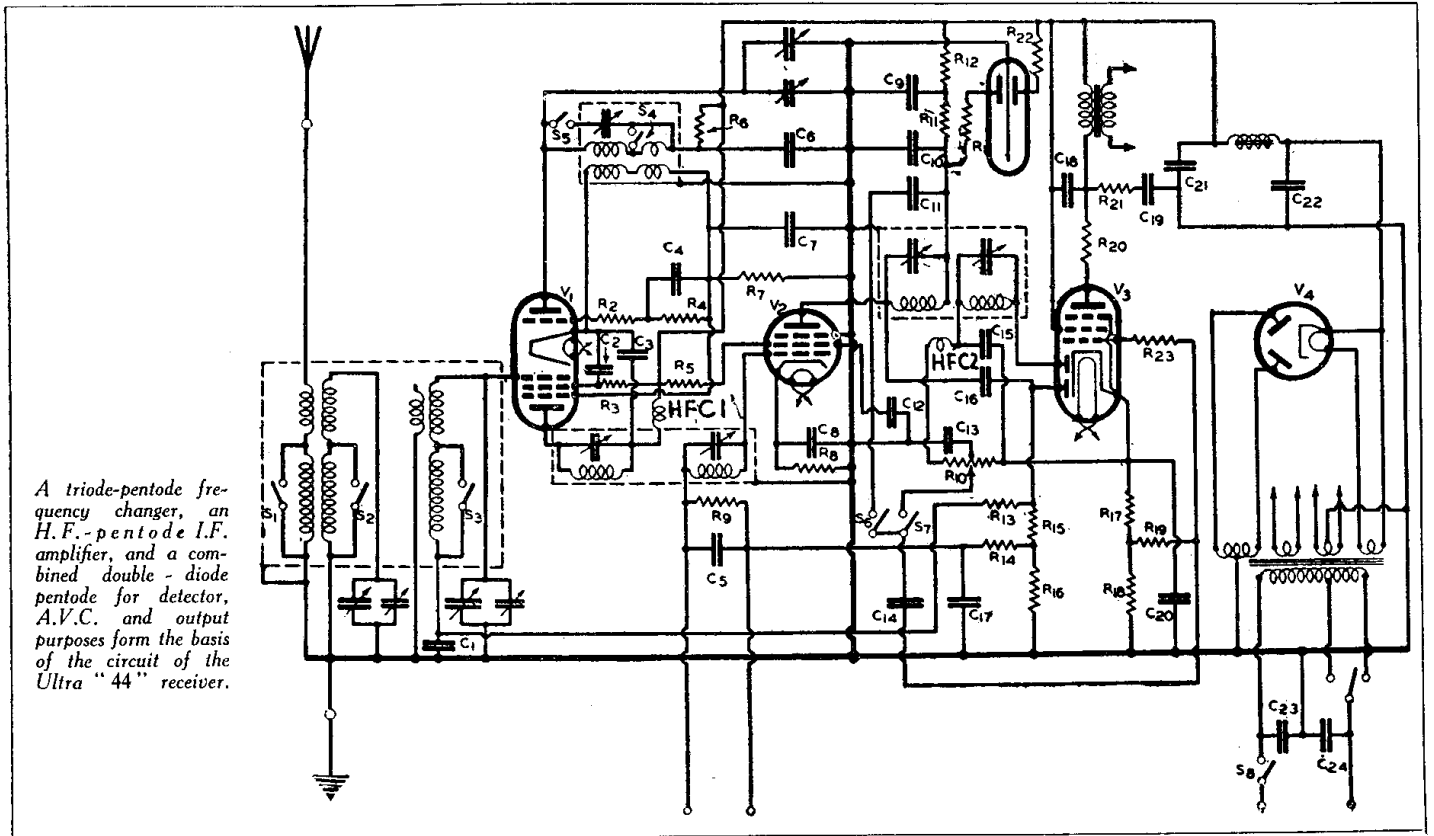 A triode-pentode fre-
quency changer, an
H.F.-pentode I.F.
amplifier, and a com-
bined double - diode
pentode for detector,
A.V.C. and output
purposes form the basis
of the circuit of the
Ultra "44" receiver.
R22
R12
C9
S4
S5
R6
C6
R11
C10
C18
R21
C19
C21
C22
C11
C7
R20
C4
R7
V1
R2
R4
V2
V3
V4
C2
C3
C15
HFC2
R23
R5
C16
R3
HFC1
C12
C8
C13
R8
R10
S1
S2
S3
R9
S6
S7
R13
R15
R17
R19
C5
R14
R16
R18
C14
C17
C20
C1
C23
C24
S8